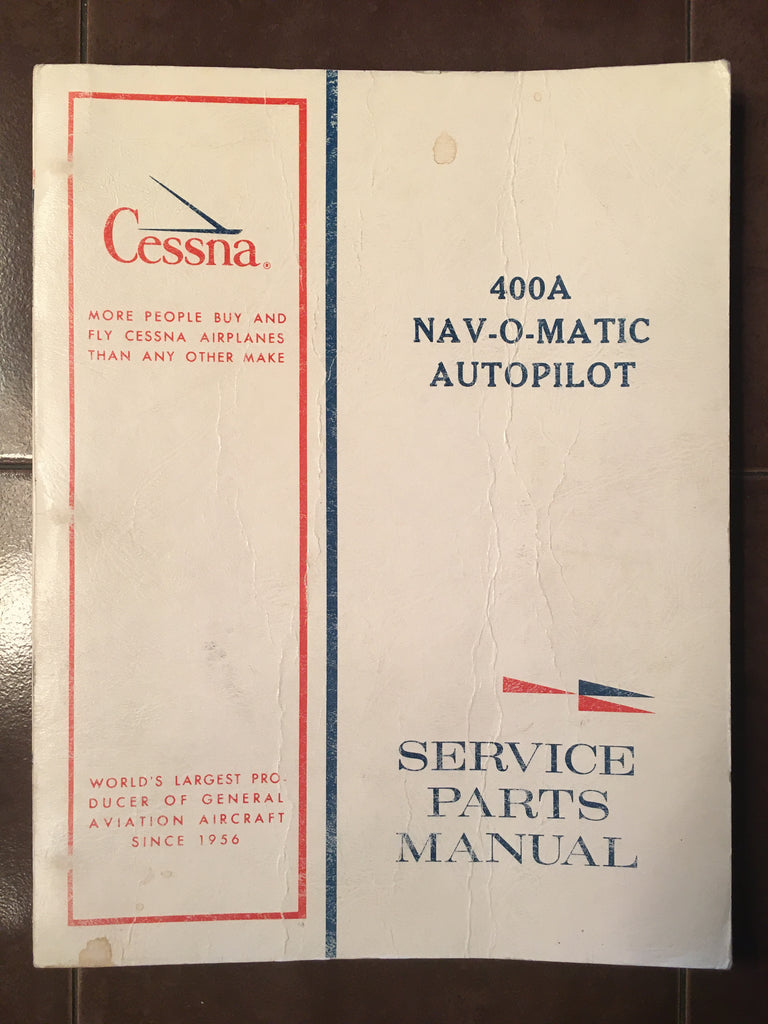 Cessna®
MORE PEOPLE BUY AND
FLY CESSNA AIRPLANES
THAN ANY OTHER MAKE
WORLD'S LARGEST PRO-
DUCER OF GENERAL
AVIATION AIRCRAFT
SINCE 1956
400A
NAV-O-MATIC
AUTOPILOT
SERVICE
PARTS
MANUAL